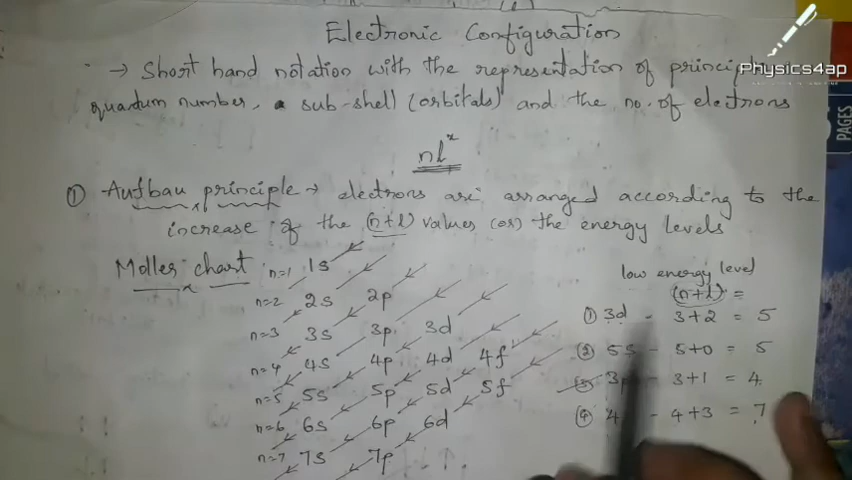 Electronic Configuration
Physics4ap
→ Short hand notation with the representation of
quantum number, sub-shell (orbitals) and the no. of electrons
PAGES
nlˣ
① Aufbau principle → electrons are arranged according to the
increase of the (n+l) values (or) the energy levels
Moller chart
n=1 1s
n=2 2s 2p
n=3 3s 3p 3d
n=4 4s 4p 4d 4f
n=5 5s 5p 5d 5f
n=6 6s 6p 6d
n=7 7s 7p
low energy level
(n+l) =
① 3d - 3+2 = 5
② 5s - 5+0 = 5
③ 3p - 3+1 = 4
④ - 4+3 = 7